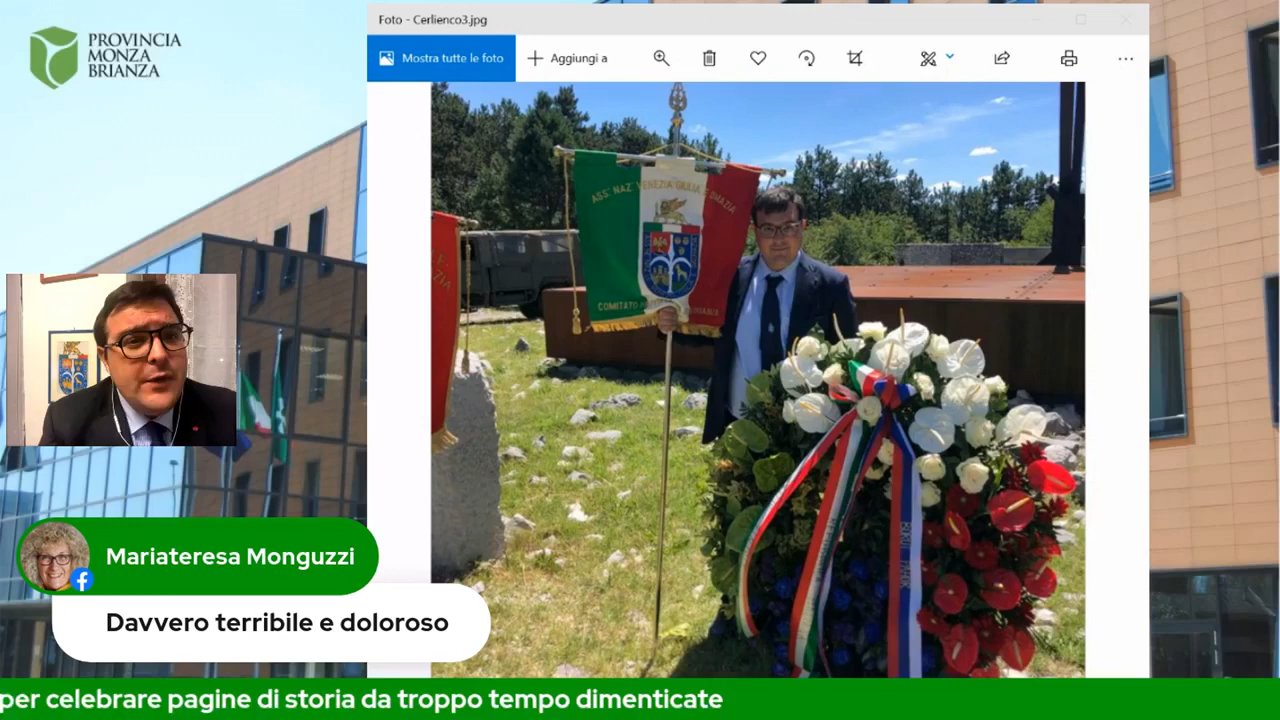 PROVINCIA
MONZA
BRIANZA
Foto - Cerlienco3.jpg
Mostra tutte le foto
Aggiungi a
ASS. NAZ. VENEZIA GIULIA
COMITATO
Mariateresa Monguzzi
Davvero terribile e doloroso
per celebrare pagine di storia da troppo tempo dimenticate